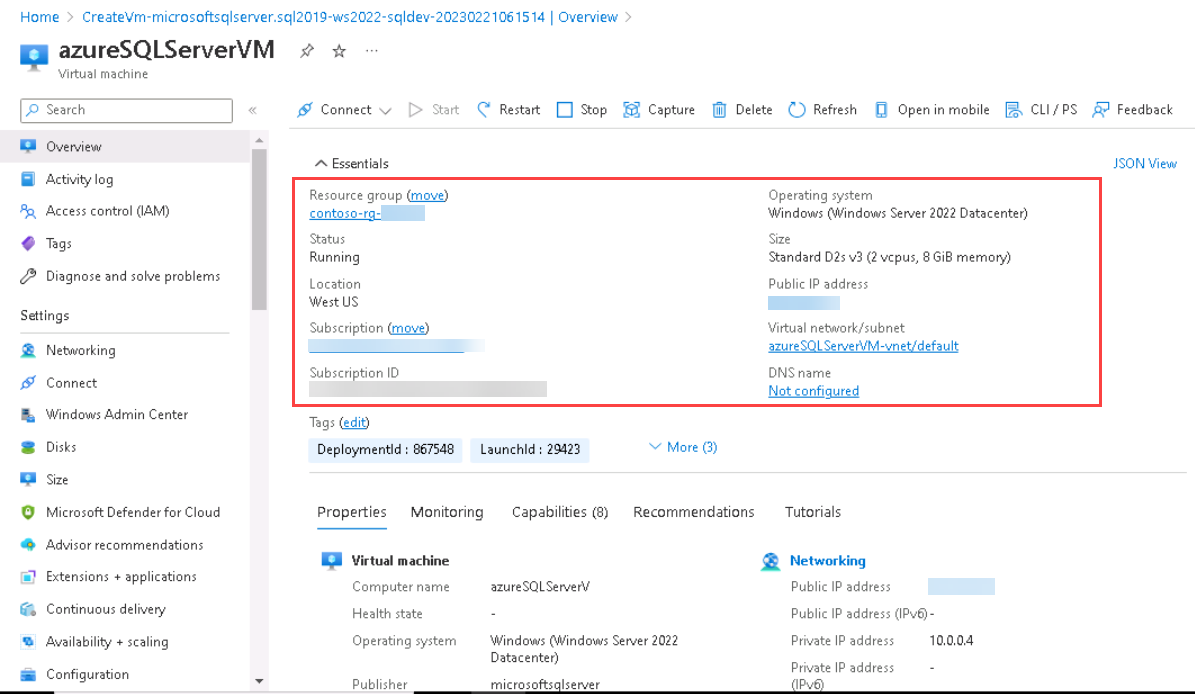 Home > CreateVm-microsoftsqlserver.sql2019-ws2022-sqldev-20230221061514 | Overview >
azureSQLServerVM
Virtual machine
Search
Connect
Start
Restart
Stop
Capture
Delete
Refresh
Open in mobile
CLI / PS
Feedback
Overview
Activity log
Access control (IAM)
Tags
Diagnose and solve problems
Settings
Networking
Connect
Windows Admin Center
Disks
Size
Microsoft Defender for Cloud
Advisor recommendations
Extensions + applications
Continuous delivery
Availability + scaling
Configuration
Essentials
JSON View
Resource group (move)
contoso-rg-
Status
Running
Location
West US
Subscription (move)
Subscription ID
Operating system
Windows (Windows Server 2022 Datacenter)
Size
Standard D2s v3 (2 vcpus, 8 GiB memory)
Public IP address
Virtual network/subnet
azureSQLServerVM-vnet/default
DNS name
Not configured
Tags (edit)
DeploymentId : 867548
LaunchId : 29423
More (3)
Properties
Monitoring
Capabilities (8)
Recommendations
Tutorials
Virtual machine
Computer name azureSQLServerV
Health state -
Operating system Windows (Windows Server 2022
Datacenter)
Publisher microsoftsqlserver
Networking
Public IP address
Public IP address (IPv6) -
Private IP address 10.0.0.4
Private IP address -
(IPv6)